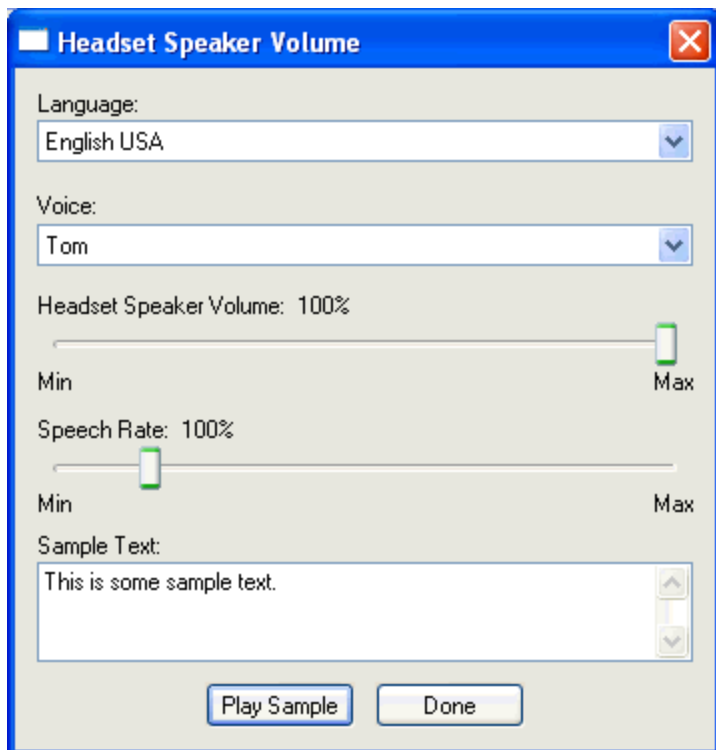 Headset Speaker Volume
Language:
English USA
Voice:
Tom
Headset Speaker Volume: 100%
Min Max
Speech Rate: 100%
Min Max
Sample Text:
This is some sample text.
Play Sample Done